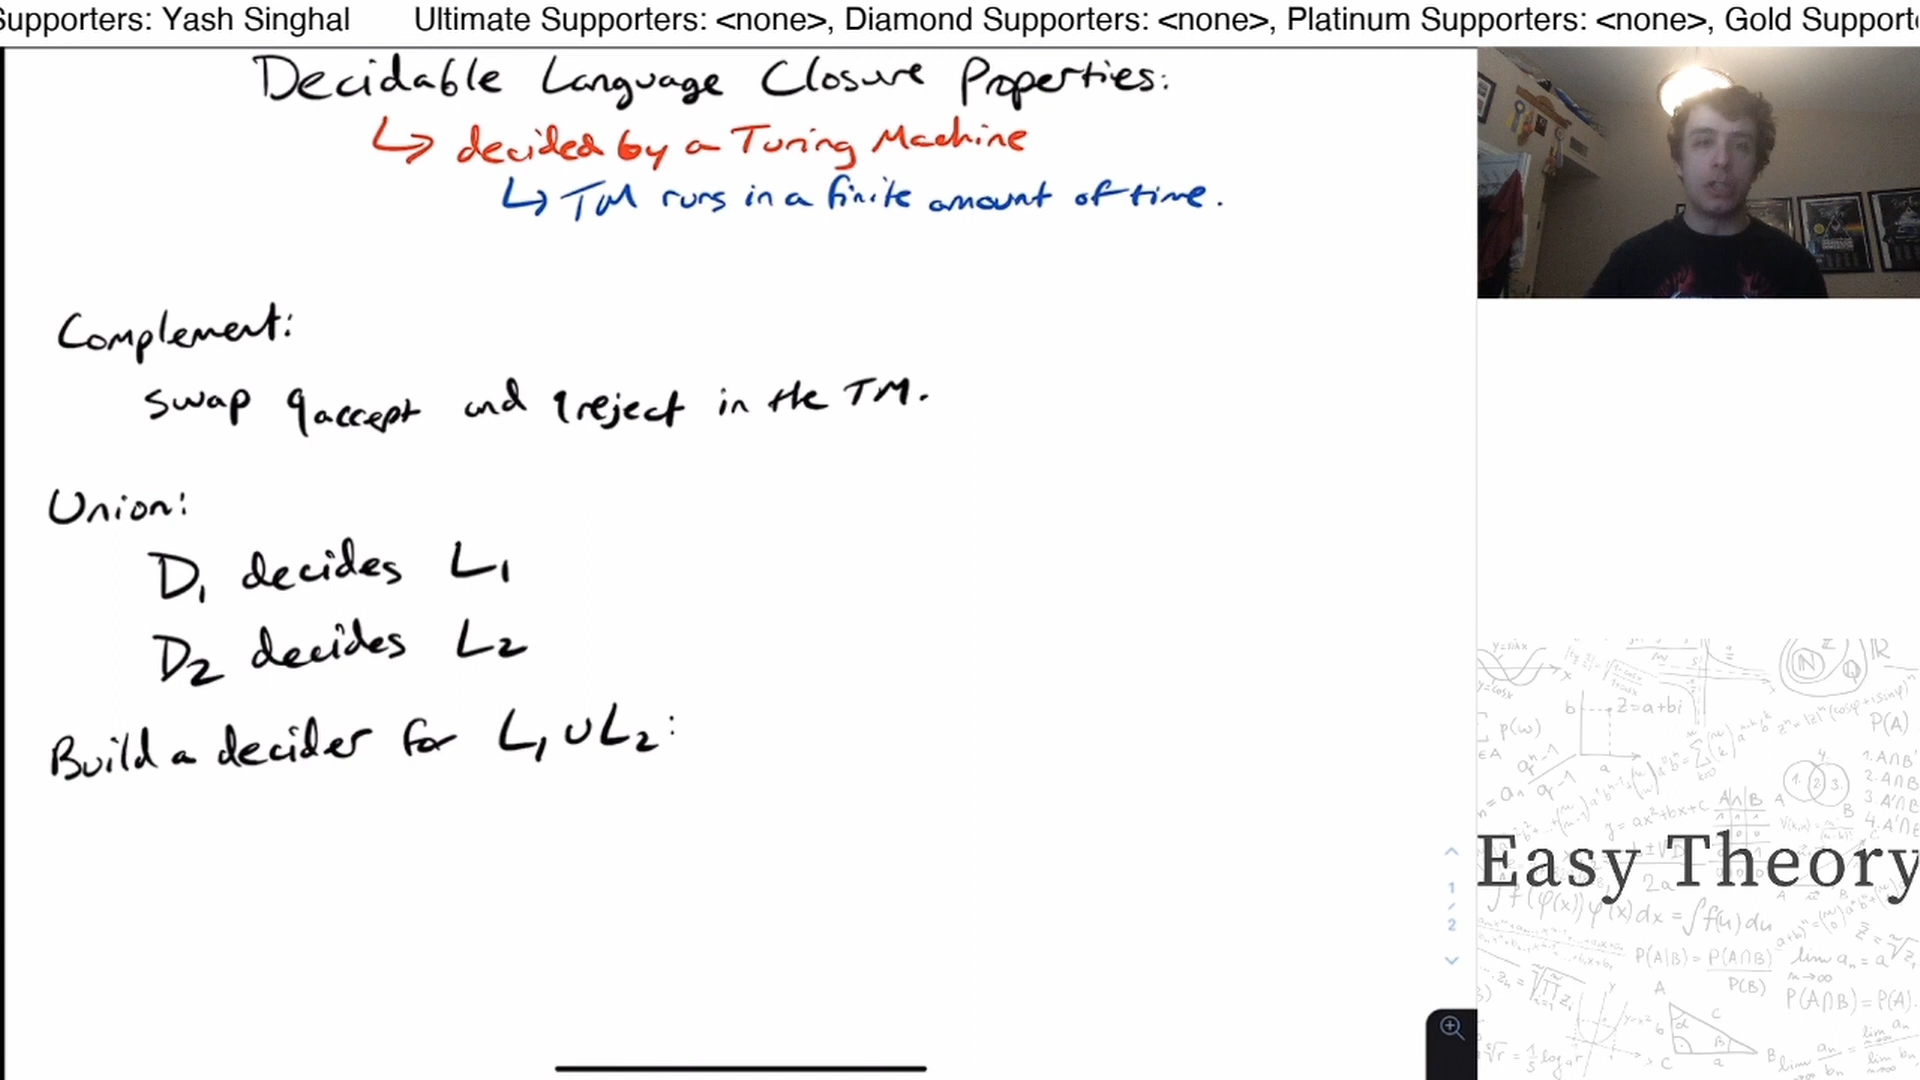 Supporters: Yash Singhal Ultimate Supporters: <none>, Diamond Supporters: <none>, Platinum Supporters: <none>, Gold Support
Decidable Language Closure Properties:
↳ decided by a Turing Machine
↳ TM runs in a finite amount of time.
Complement:
swap qaccept and qreject in the TM.
Union:
D₁ decides L₁
D₂ decides L₂
Build a decider for L₁ ∪ L₂:
1
2
Easy Theory